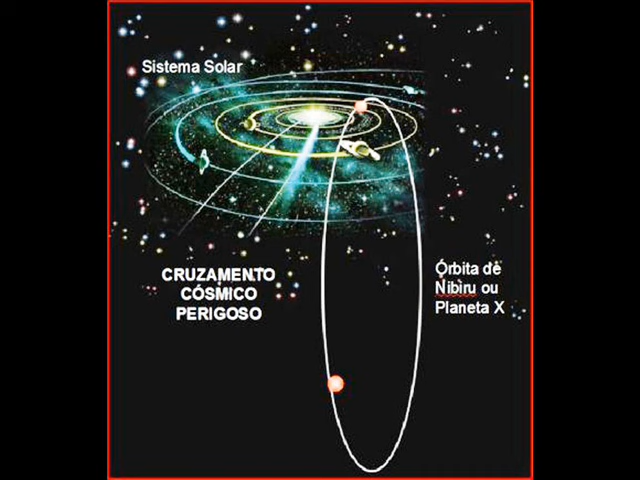 Sistema Solar
CRUZAMENTO
CÓSMICO
PERIGOSO
Órbita de
Nibiru ou
Planeta X